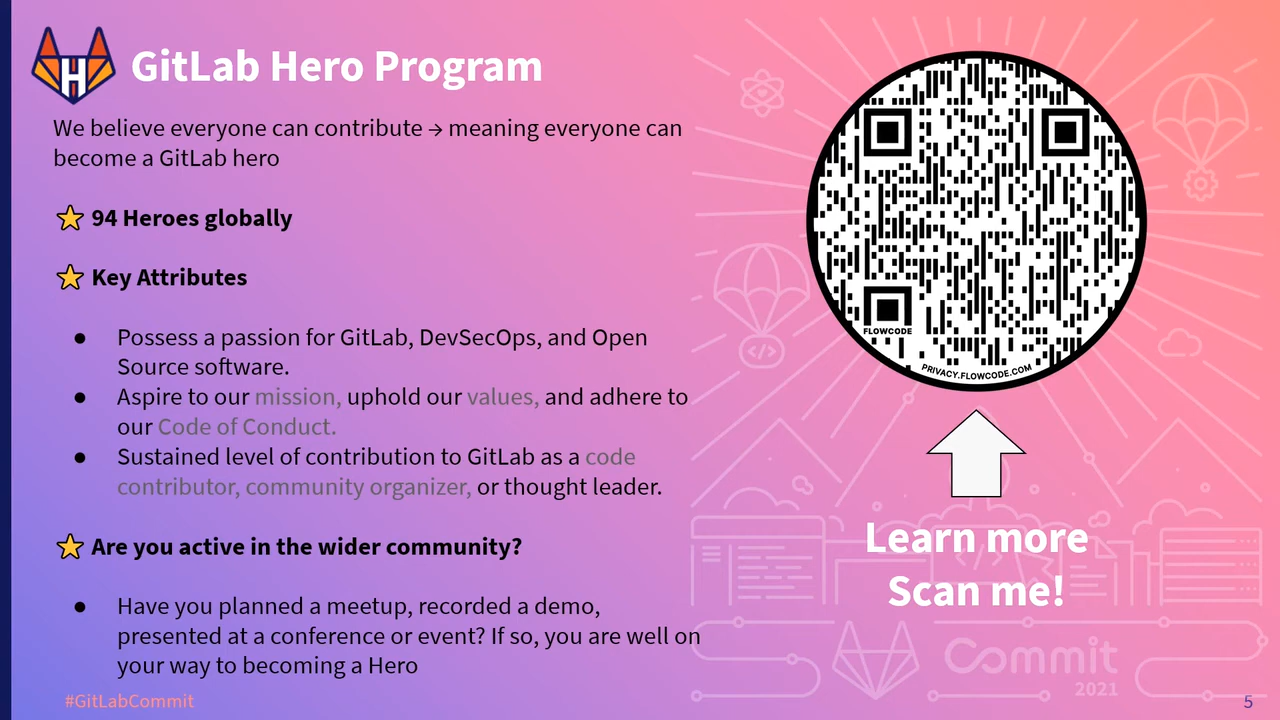 H
GitLab Hero Program
We believe everyone can contribute → meaning everyone can
become a GitLab hero
94 Heroes globally
Key Attributes
● Possess a passion for GitLab, DevSecOps, and Open
Source software.
● Aspire to our mission, uphold our values, and adhere to
our Code of Conduct.
● Sustained level of contribution to GitLab as a code
contributor, community organizer, or thought leader.
Are you active in the wider community?
● Have you planned a meetup, recorded a demo,
presented at a conference or event? If so, you are well on
your way to becoming a Hero
#GitLabCommit
FLOWCODE
PRIVACY.FLOWCODE.COM
Learn more
Scan me!
Commit
2021
5